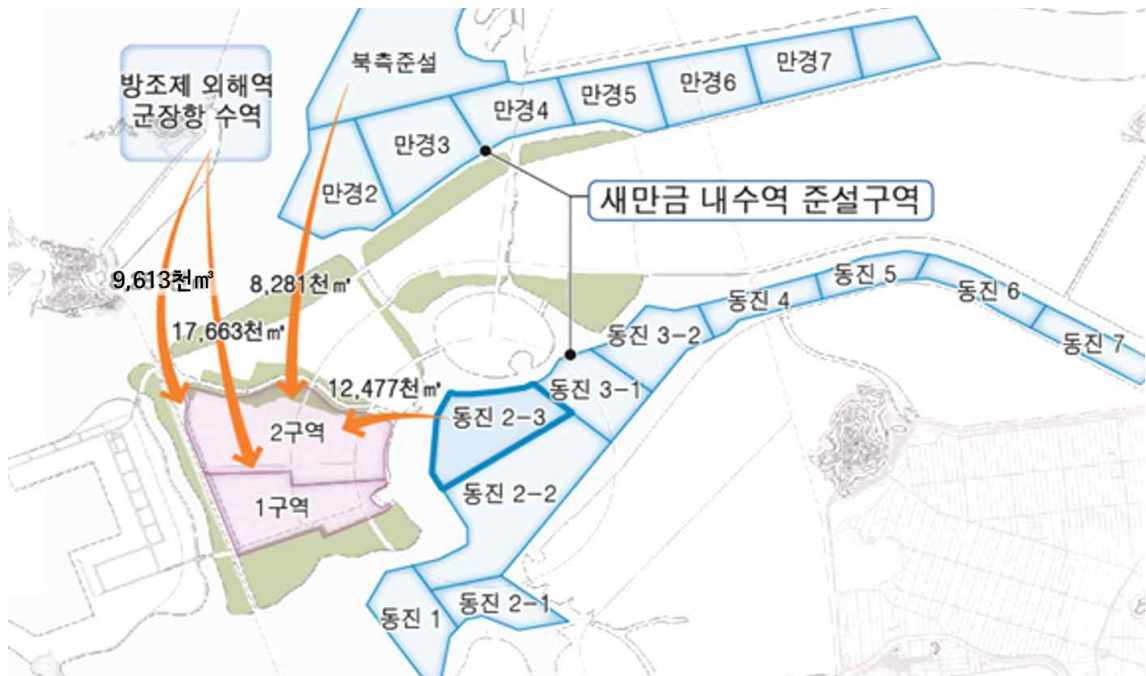 방조제 외해역
군장항 수역
북측준설
만경2
만경3
만경4
만경5
만경6
만경7
새만금 내수역 준설구역
9,613천㎥
8,281천㎥
17,663천㎥
12,477천㎥
2구역
1구역
동진 2-3
동진 3-1
동진 3-2
동진 4
동진 5
동진 6
동진 7
동진 2-2
동진 1
동진 2-1